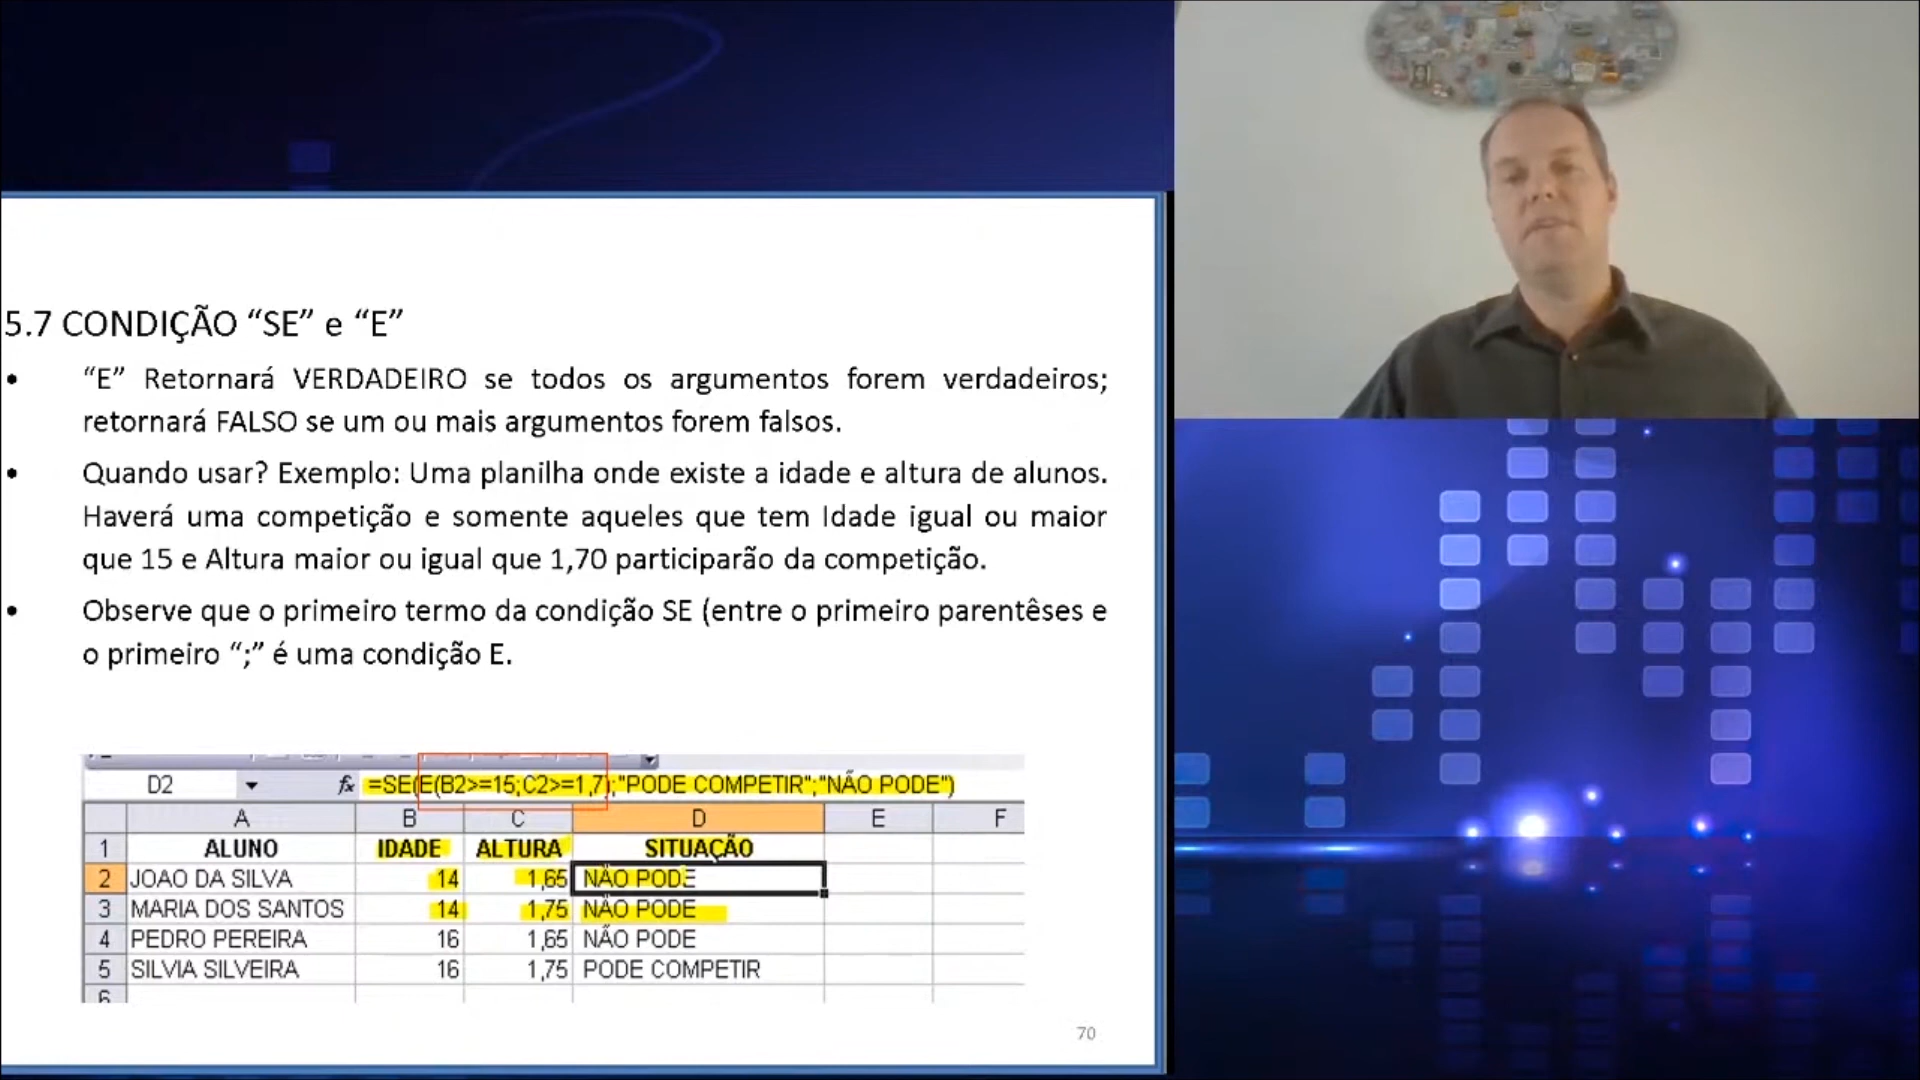 5.7 CONDIÇÃO “SE” e “E”
• “E” Retornará VERDADEIRO se todos os argumentos forem verdadeiros;
retornará FALSO se um ou mais argumentos forem falsos.
• Quando usar? Exemplo: Uma planilha onde existe a idade e altura de alunos.
Haverá uma competição e somente aqueles que tem Idade igual ou maior
que 15 e Altura maior ou igual que 1,70 participarão da competição.
• Observe que o primeiro termo da condição SE (entre o primeiro parentêses e
o primeiro “;” é uma condição E.
D2 fx =SE(E(B2>=15;C2>=1,7);"PODE COMPETIR";"NÃO PODE")
A B C D E F
1 ALUNO IDADE ALTURA SITUAÇÃO
2 JOAO DA SILVA 14 1,65 NÃO PODE
3 MARIA DOS SANTOS 14 1,75 NÃO PODE
4 PEDRO PEREIRA 16 1,65 NÃO PODE
5 SILVIA SILVEIRA 16 1,75 PODE COMPETIR
6
70